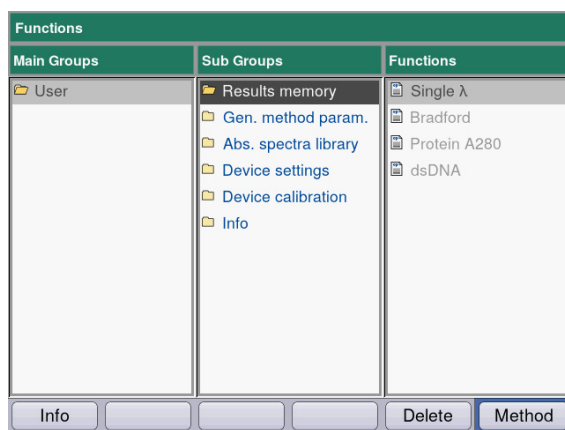 Functions
Main Groups
Sub Groups
Functions
User
Results memory
Gen. method param.
Abs. spectra library
Device settings
Device calibration
Info
Single λ
Bradford
Protein A280
dsDNA
Info
Delete
Method